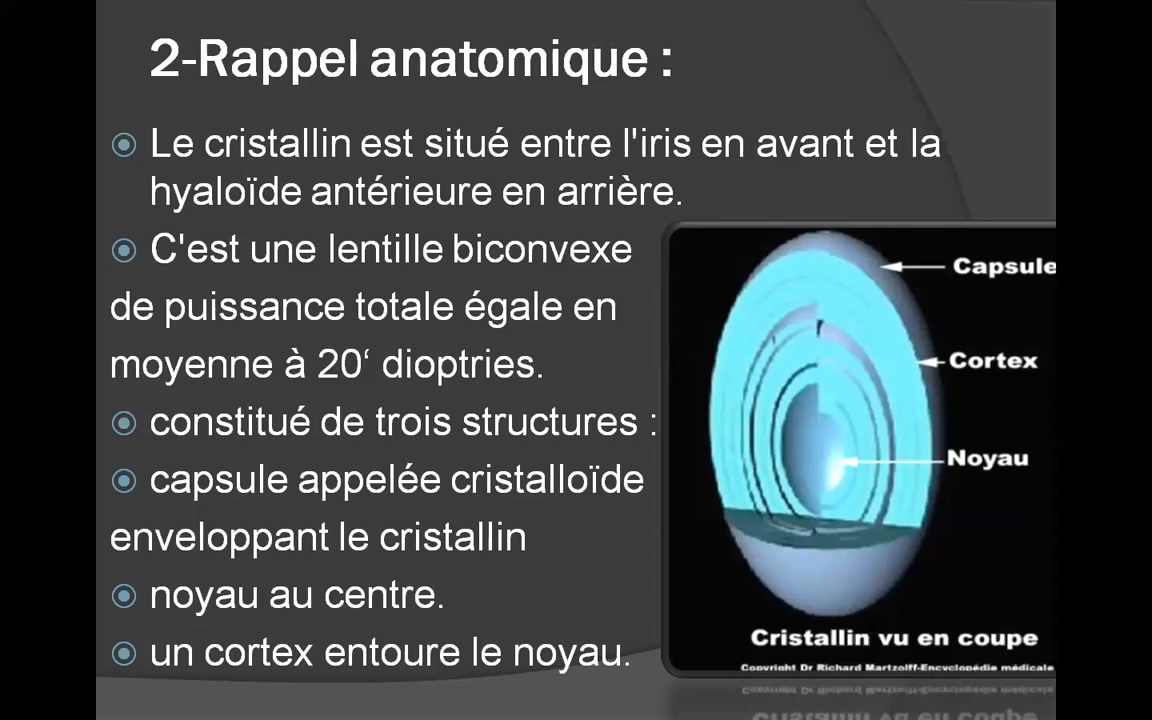 2-Rappel anatomique :
Le cristallin est situé entre l'iris en avant et la
hyaloïde antérieure en arrière.
C'est une lentille biconvexe
de puissance totale égale en
moyenne à 20‘ dioptries.
constitué de trois structures :
capsule appelée cristalloïde
enveloppant le cristallin
noyau au centre.
un cortex entoure le noyau.
Capsule
Cortex
Noyau
Cristallin vu en coupe
Copyright Dr Richard Martzolff-Encyclopédie médicale